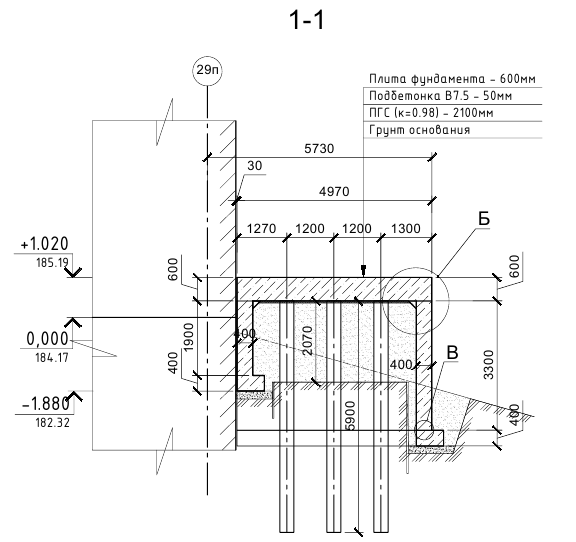 1-1
29п
Плита фундамента - 600мм
Подбетонка В7.5 - 50мм
ПГС (к=0.98) - 2100мм
Грунт основания
5730
30
4970
1270 1200 1200 1300
Б
+1.020
185.19
600
600
0,000
184.17
1900
400
2070
400
В
3300
400
-1.880
182.32
5900
400